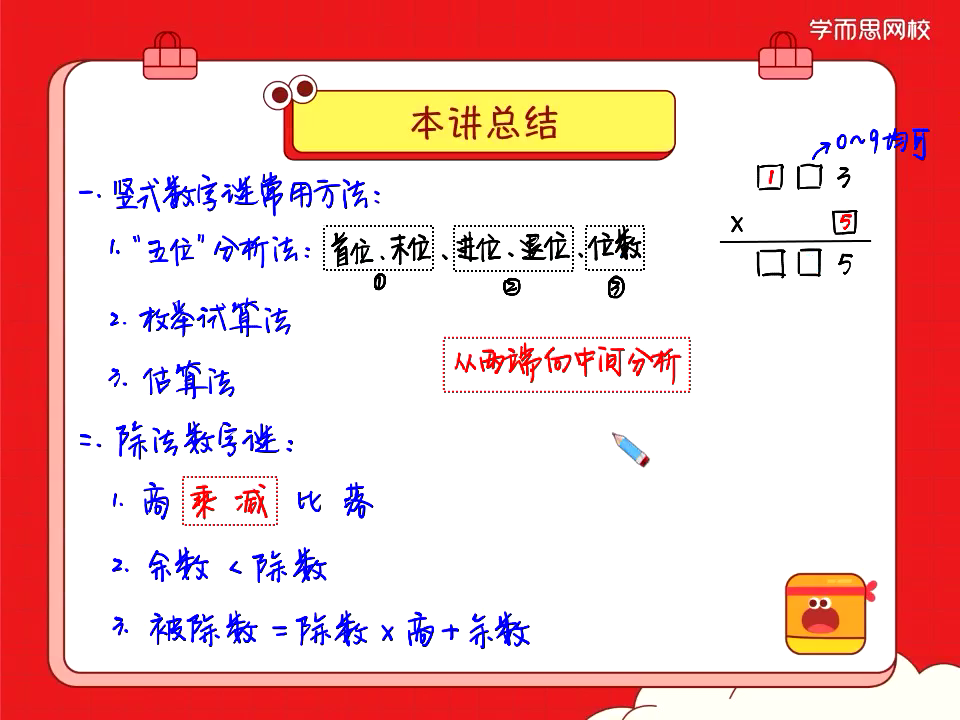 学而思网校
本讲总结
一. 竖式数字谜常用方法:
1. "五位"分析法: 首位、末位、进位、退位、位数
① ② ③
2. 枚举试算法
3. 估算法
从两端向中间分析
二. 除法数字谜:
1. 商 乘 减 比 落
2. 余数 < 除数
3. 被除数 = 除数 × 商 + 余数
0~9均可
1 □ 3
× 5
□ □ 5